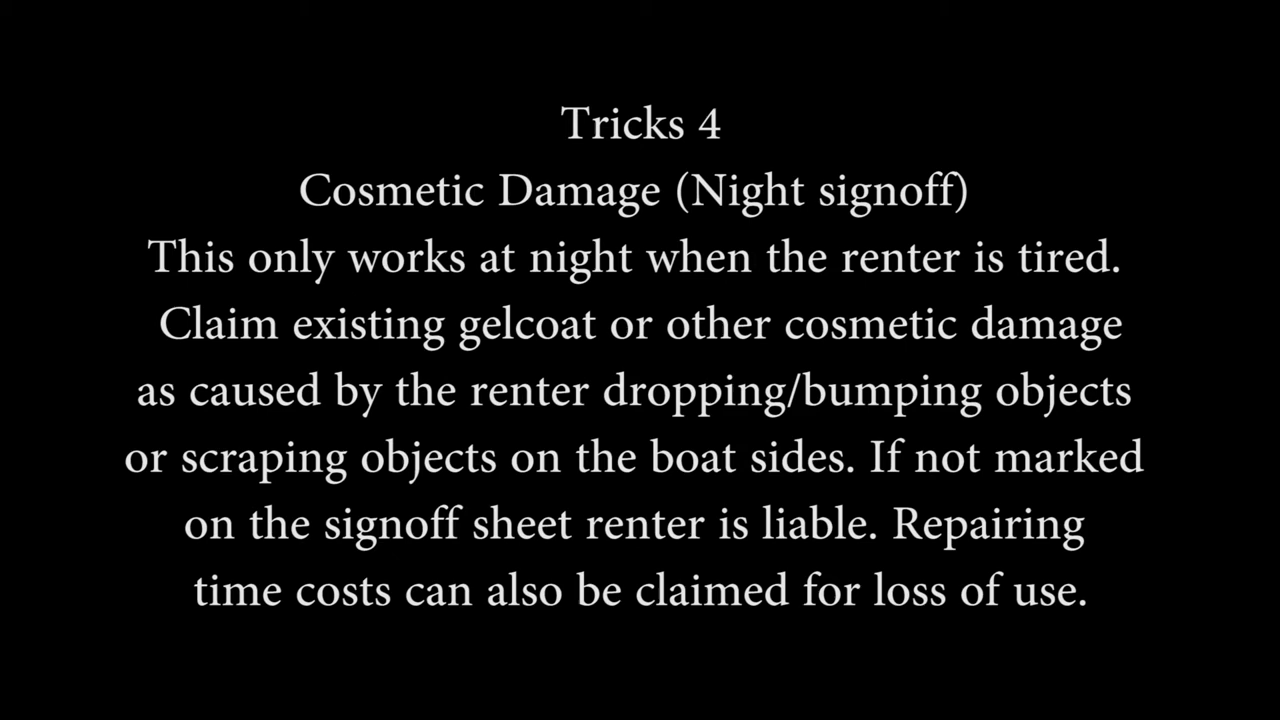 Tricks 4
Cosmetic Damage (Night signoff)
This only works at night when the renter is tired.
Claim existing gelcoat or other cosmetic damage
as caused by the renter dropping/bumping objects
or scraping objects on the boat sides. If not marked
on the signoff sheet renter is liable. Repairing
time costs can also be claimed for loss of use.